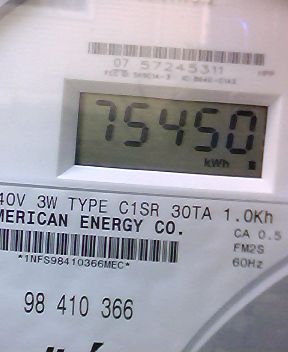 07 57245311
75450
kWh
40V 3W TYPE C1SR 30TA 1.0Kh
MERICAN ENERGY CO.
CA 0.5
FM2S
*1NFS98410366MEC*
60Hz
98 410 366